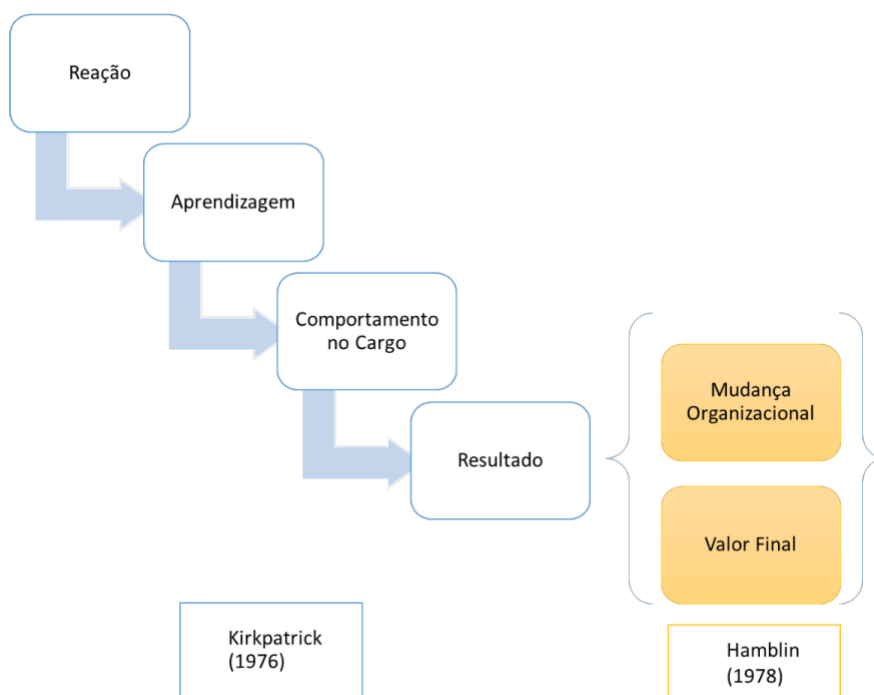 Reação
Aprendizagem
Comportamento
no Cargo
Resultado
Mudança
Organizacional
Valor Final
Kirkpatrick
(1976)
Hamblin
(1978)